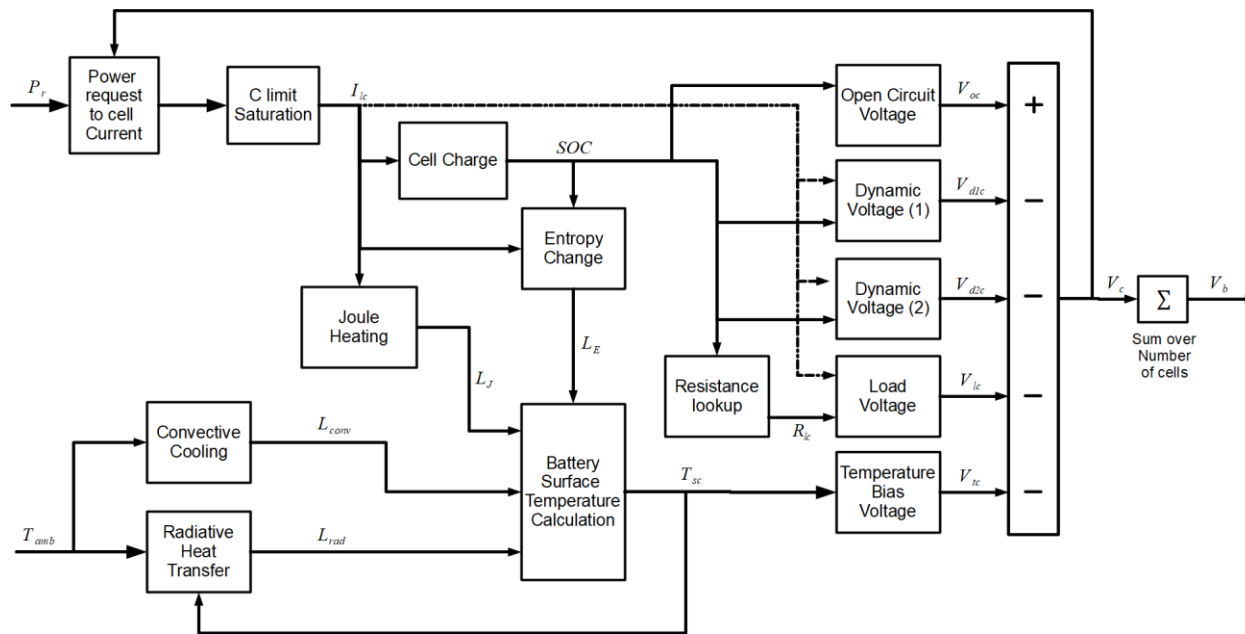 P_r
Power
request
to cell
Current
C limit
Saturation
I_lc
Cell Charge
SOC
Entropy
Change
Joule
Heating
L_J
L_E
Convective
Cooling
L_conv
T_amb
Radiative
Heat
Transfer
L_rad
Battery
Surface
Temperature
Calculation
T_sc
Resistance
lookup
R_lc
Open Circuit
Voltage
V_oc
Dynamic
Voltage (1)
V_d1c
Dynamic
Voltage (2)
V_d2c
Load
Voltage
V_lc
Temperature
Bias
Voltage
V_tc
+
−
−
−
−
V_c
Σ
V_b
Sum over
Number
of cells